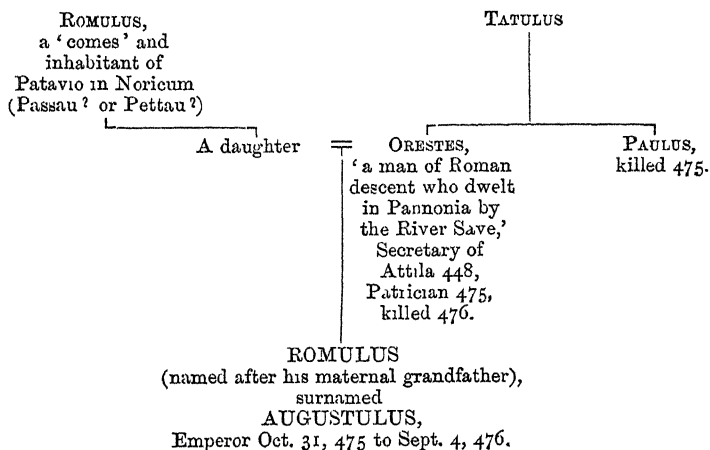 ROMULUS,
a ‘comes’ and
inhabitant of
Patavio in Noricum
(Passau? or Pettau?)
TATULUS
A daughter
=
ORESTES,
‘a man of Roman
descent who dwelt
in Pannonia by
the River Save,’
Secretary of
Attila 448,
Patrician 475,
killed 476.
PAULUS,
killed 475.
ROMULUS
(named after his maternal grandfather),
surnamed
AUGUSTULUS,
Emperor Oct. 31, 475 to Sept. 4, 476.